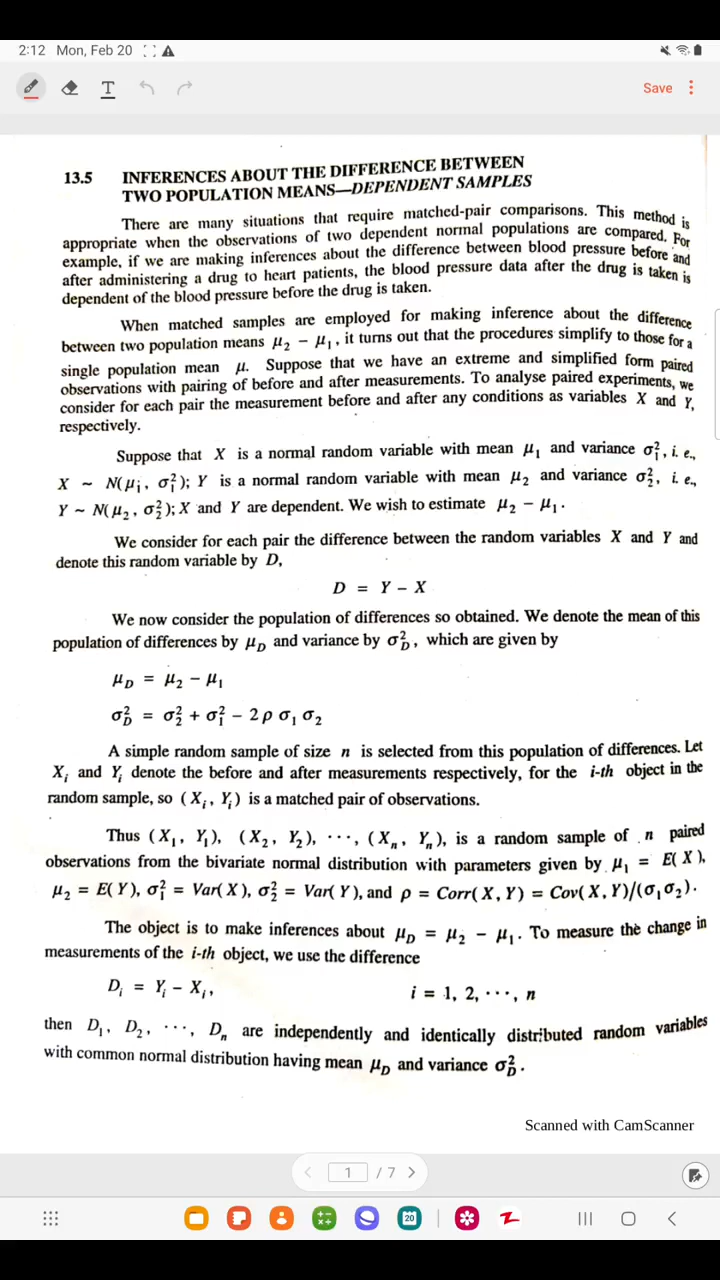 2:12 Mon, Feb 20
T
Save
13.5 INFERENCES ABOUT THE DIFFERENCE BETWEEN
TWO POPULATION MEANS—DEPENDENT SAMPLES
There are many situations that require matched-pair comparisons. This method is
appropriate when the observations of two dependent normal populations are compared. For
example, if we are making inferences about the difference between blood pressure before and
after administering a drug to heart patients, the blood pressure data after the drug is taken is
dependent of the blood pressure before the drug is taken.
When matched samples are employed for making inference about the difference
between two population means μ₂ − μ₁, it turns out that the procedures simplify to those for a
single population mean μ. Suppose that we have an extreme and simplified form paired
observations with pairing of before and after measurements. To analyse paired experiments, we
consider for each pair the measurement before and after any conditions as variables X and Y,
respectively.
Suppose that X is a normal random variable with mean μ₁ and variance σ₁², i. e.,
X ~ N(μ₁, σ₁²); Y is a normal random variable with mean μ₂ and variance σ₂², i. e.,
Y ~ N(μ₂, σ₂²); X and Y are dependent. We wish to estimate μ₂ − μ₁.
We consider for each pair the difference between the random variables X and Y and
denote this random variable by D,
D = Y − X
We now consider the population of differences so obtained. We denote the mean of this
population of differences by μ_D and variance by σ_D², which are given by
μ_D = μ₂ − μ₁
σ_D² = σ₂² + σ₁² − 2ρ σ₁ σ₂
A simple random sample of size n is selected from this population of differences. Let
Xᵢ and Yᵢ denote the before and after measurements respectively, for the i-th object in the
random sample, so (Xᵢ, Yᵢ) is a matched pair of observations.
Thus (X₁, Y₁), (X₂, Y₂), ···, (Xₙ, Yₙ), is a random sample of n paired
observations from the bivariate normal distribution with parameters given by μ₁ = E(X),
μ₂ = E(Y), σ₁² = Var(X), σ₂² = Var(Y), and ρ = Corr(X, Y) = Cov(X, Y)/(σ₁σ₂).
The object is to make inferences about μ_D = μ₂ − μ₁. To measure the change in
measurements of the i-th object, we use the difference
Dᵢ = Yᵢ − Xᵢ, i = 1, 2, ···, n
then D₁, D₂, ···, Dₙ are independently and identically distributed random variables
with common normal distribution having mean μ_D and variance σ_D².
Scanned with CamScanner
1 / 7
20